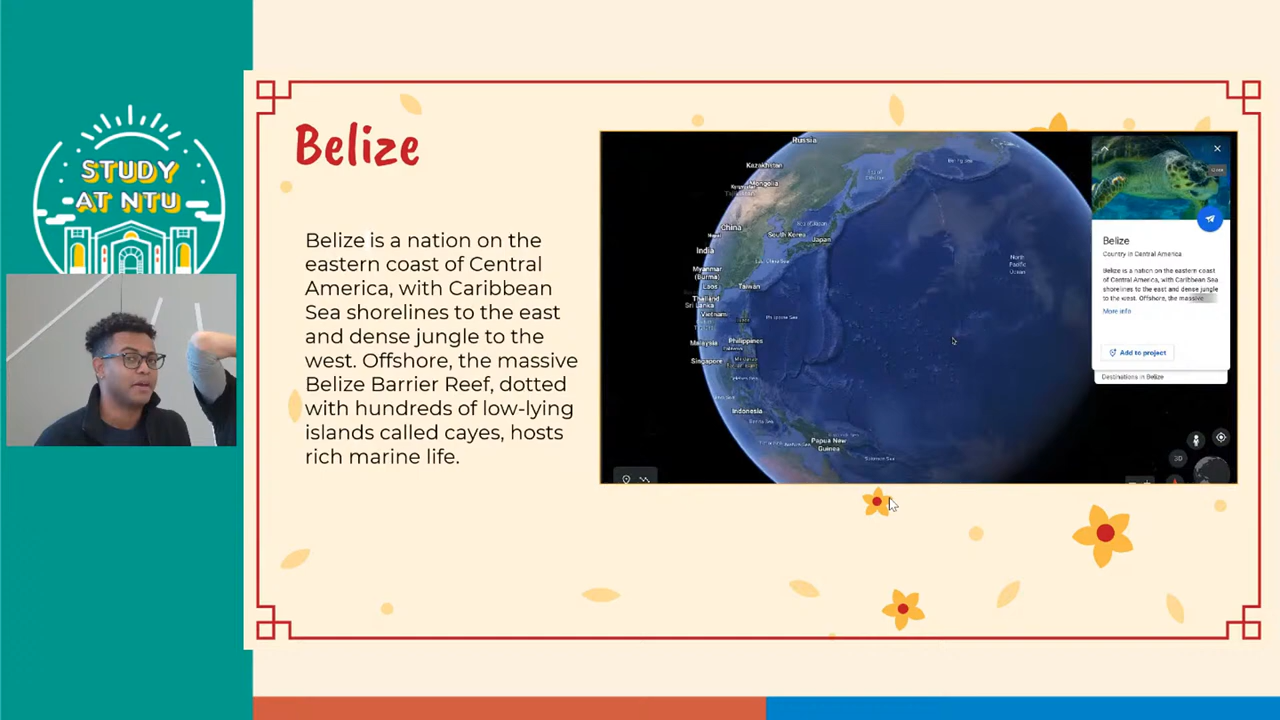 STUDY
AT NTU
Belize
Belize is a nation on the
eastern coast of Central
America, with Caribbean
Sea shorelines to the east
and dense jungle to the
west. Offshore, the massive
Belize Barrier Reef, dotted
with hundreds of low-lying
islands called cayes, hosts
rich marine life.
Russia
Kazakhstan
Mongolia
Bering Sea
China
South Korea
Japan
India
Myanmar
(Burma)
Laos
Taiwan
Thailand
Sri Lanka
Vietnam
Philippine Sea
Malaysia
Philippines
Singapore
Indonesia
Papua New
Guinea
North
Pacific
Ocean
Belize
Country in Central America
Belize is a nation on the eastern coast
of Central America, with Caribbean Sea
shorelines to the east and dense jungle
to the west. Offshore, the massive
More info
Add to project
Destinations in Belize
3D